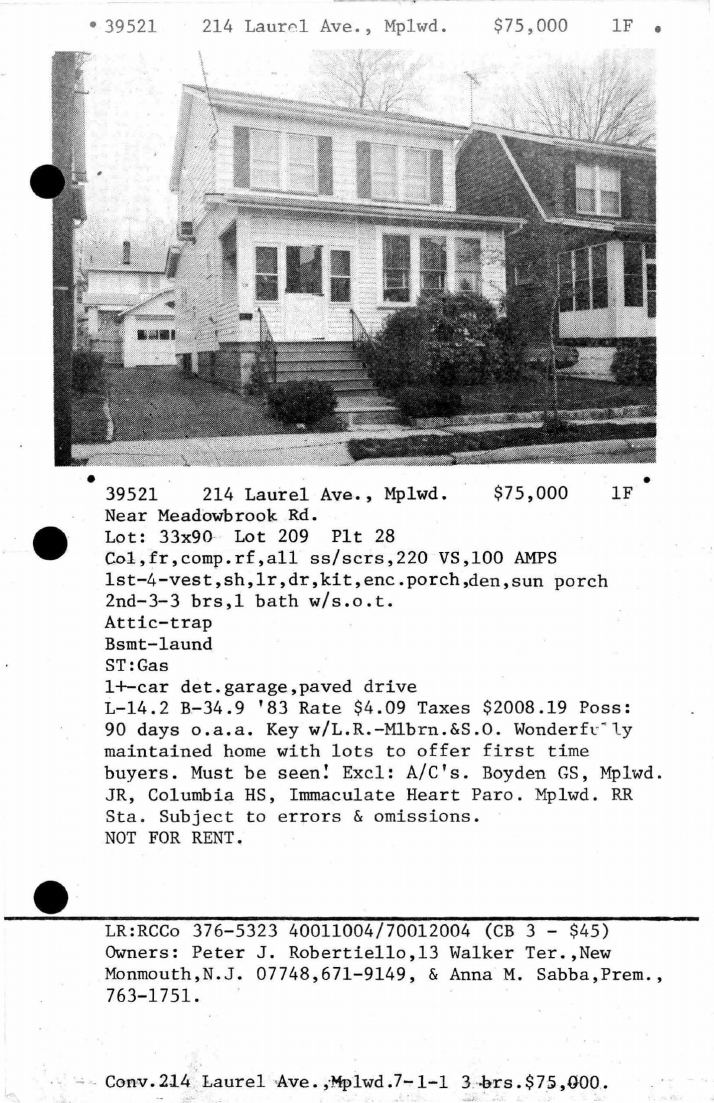 39521 214 Laurel Ave., Mplwd. $75,000 1F
39521 214 Laurel Ave., Mplwd. $75,000 1F
Near Meadowbrook Rd.
Lot: 33x90 Lot 209 Plt 28
Col,fr,comp.rf,all ss/scrs,220 VS,100 AMPS
1st-4-vest,sh,lr,dr,kit,enc.porch,den,sun porch
2nd-3-3 brs,1 bath w/s.o.t.
Attic-trap
Bsmt-laund
ST:Gas
1+-car det.garage,paved drive
L-14.2 B-34.9 '83 Rate $4.09 Taxes $2008.19 Poss:
90 days o.a.a. Key w/L.R.-Mlbrn.&S.O. Wonderfully
maintained home with lots to offer first time
buyers. Must be seen! Excl: A/C's. Boyden GS, Mplwd.
JR, Columbia HS, Immaculate Heart Paro. Mplwd. RR
Sta. Subject to errors & omissions.
NOT FOR RENT.
LR:RCCo 376-5323 40011004/70012004 (CB 3 - $45)
Owners: Peter J. Robertiello,13 Walker Ter.,New
Monmouth,N.J. 07748,671-9149, & Anna M. Sabba,Prem.,
763-1751.
Conv.214 Laurel Ave.,Mplwd.7-1-1 3 brs.$75,000.